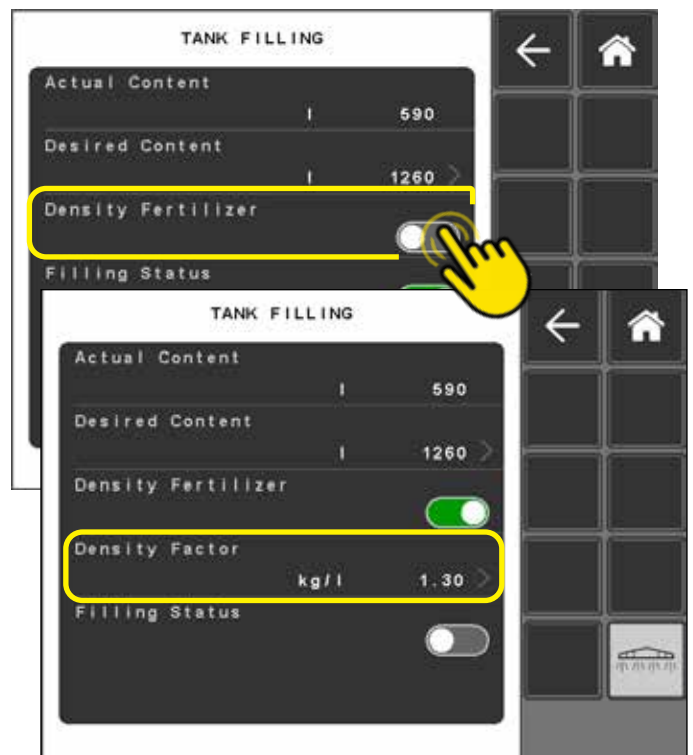 TANK FILLING
Actual Content
l 590
Desired Content
l 1260
Density Fertilizer
Filling Status
TANK FILLING
Actual Content
l 590
Desired Content
l 1260
Density Fertilizer
Density Factor
kg/l 1.30
Filling Status